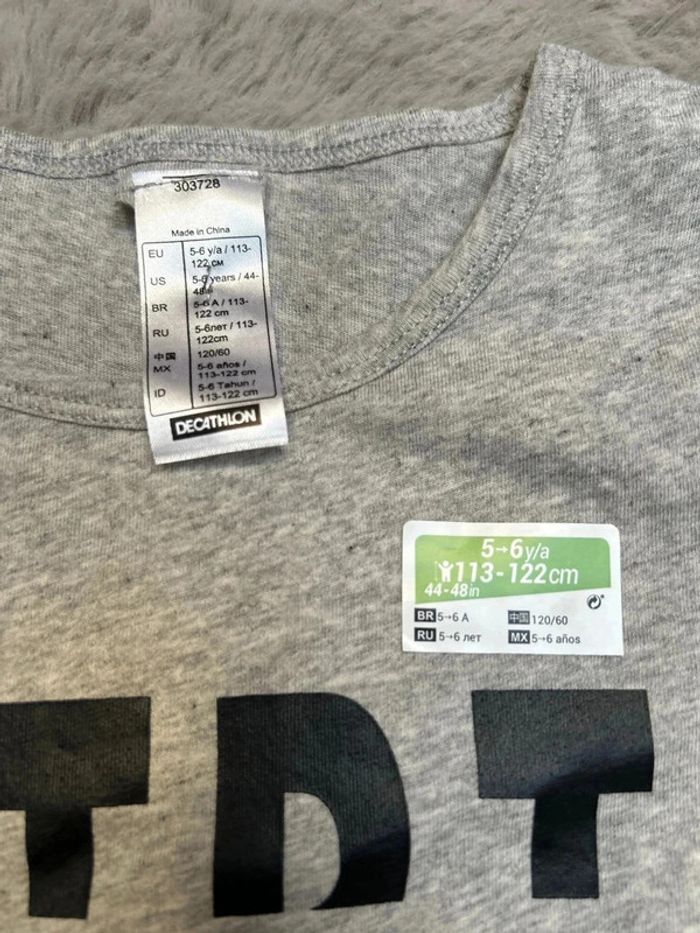 303728
Made in China
EU 5-6 y/a / 113-
122 CM
US 5-6 years / 44-
48in
BR 5-6 A / 113-
122 cm
RU 5-6лет / 113-
122cm
中国 120/60
MX 5-6 años /
113-122 cm
ID 5-6 Tahun /
113-122 cm
DECATHLON
5→6y/a
113-122cm
44-48in
BR 5→6 A 中国 120/60
RU 5→6 лет MX 5→6 años